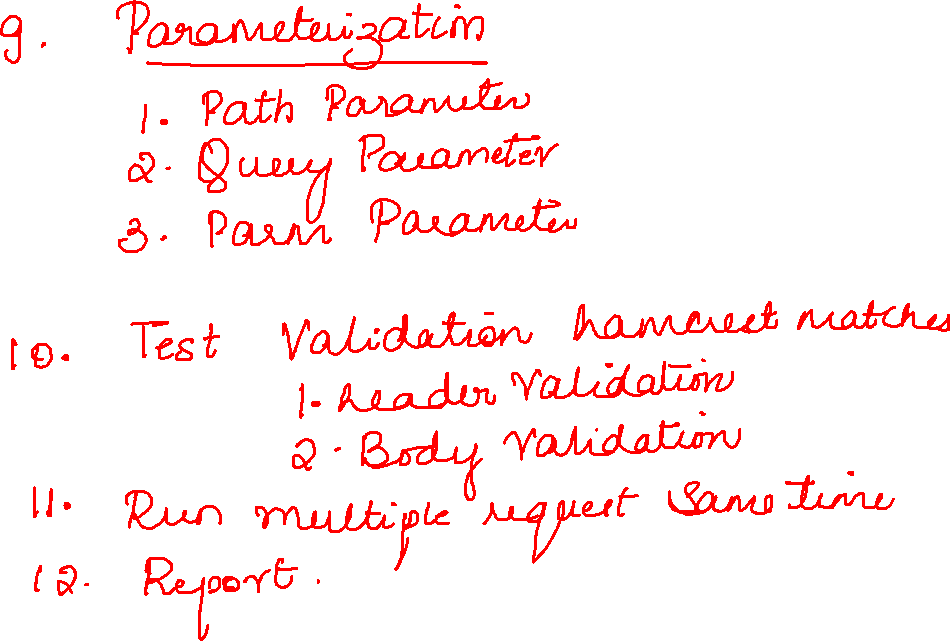 9. Parameterization
1. Path Parameter
2. Query Parameter
3. Parm Parameter
10. Test Validation hamcrest matches
1. header Validation
2. Body Validation
11. Run multiple request Same time
12. Report.